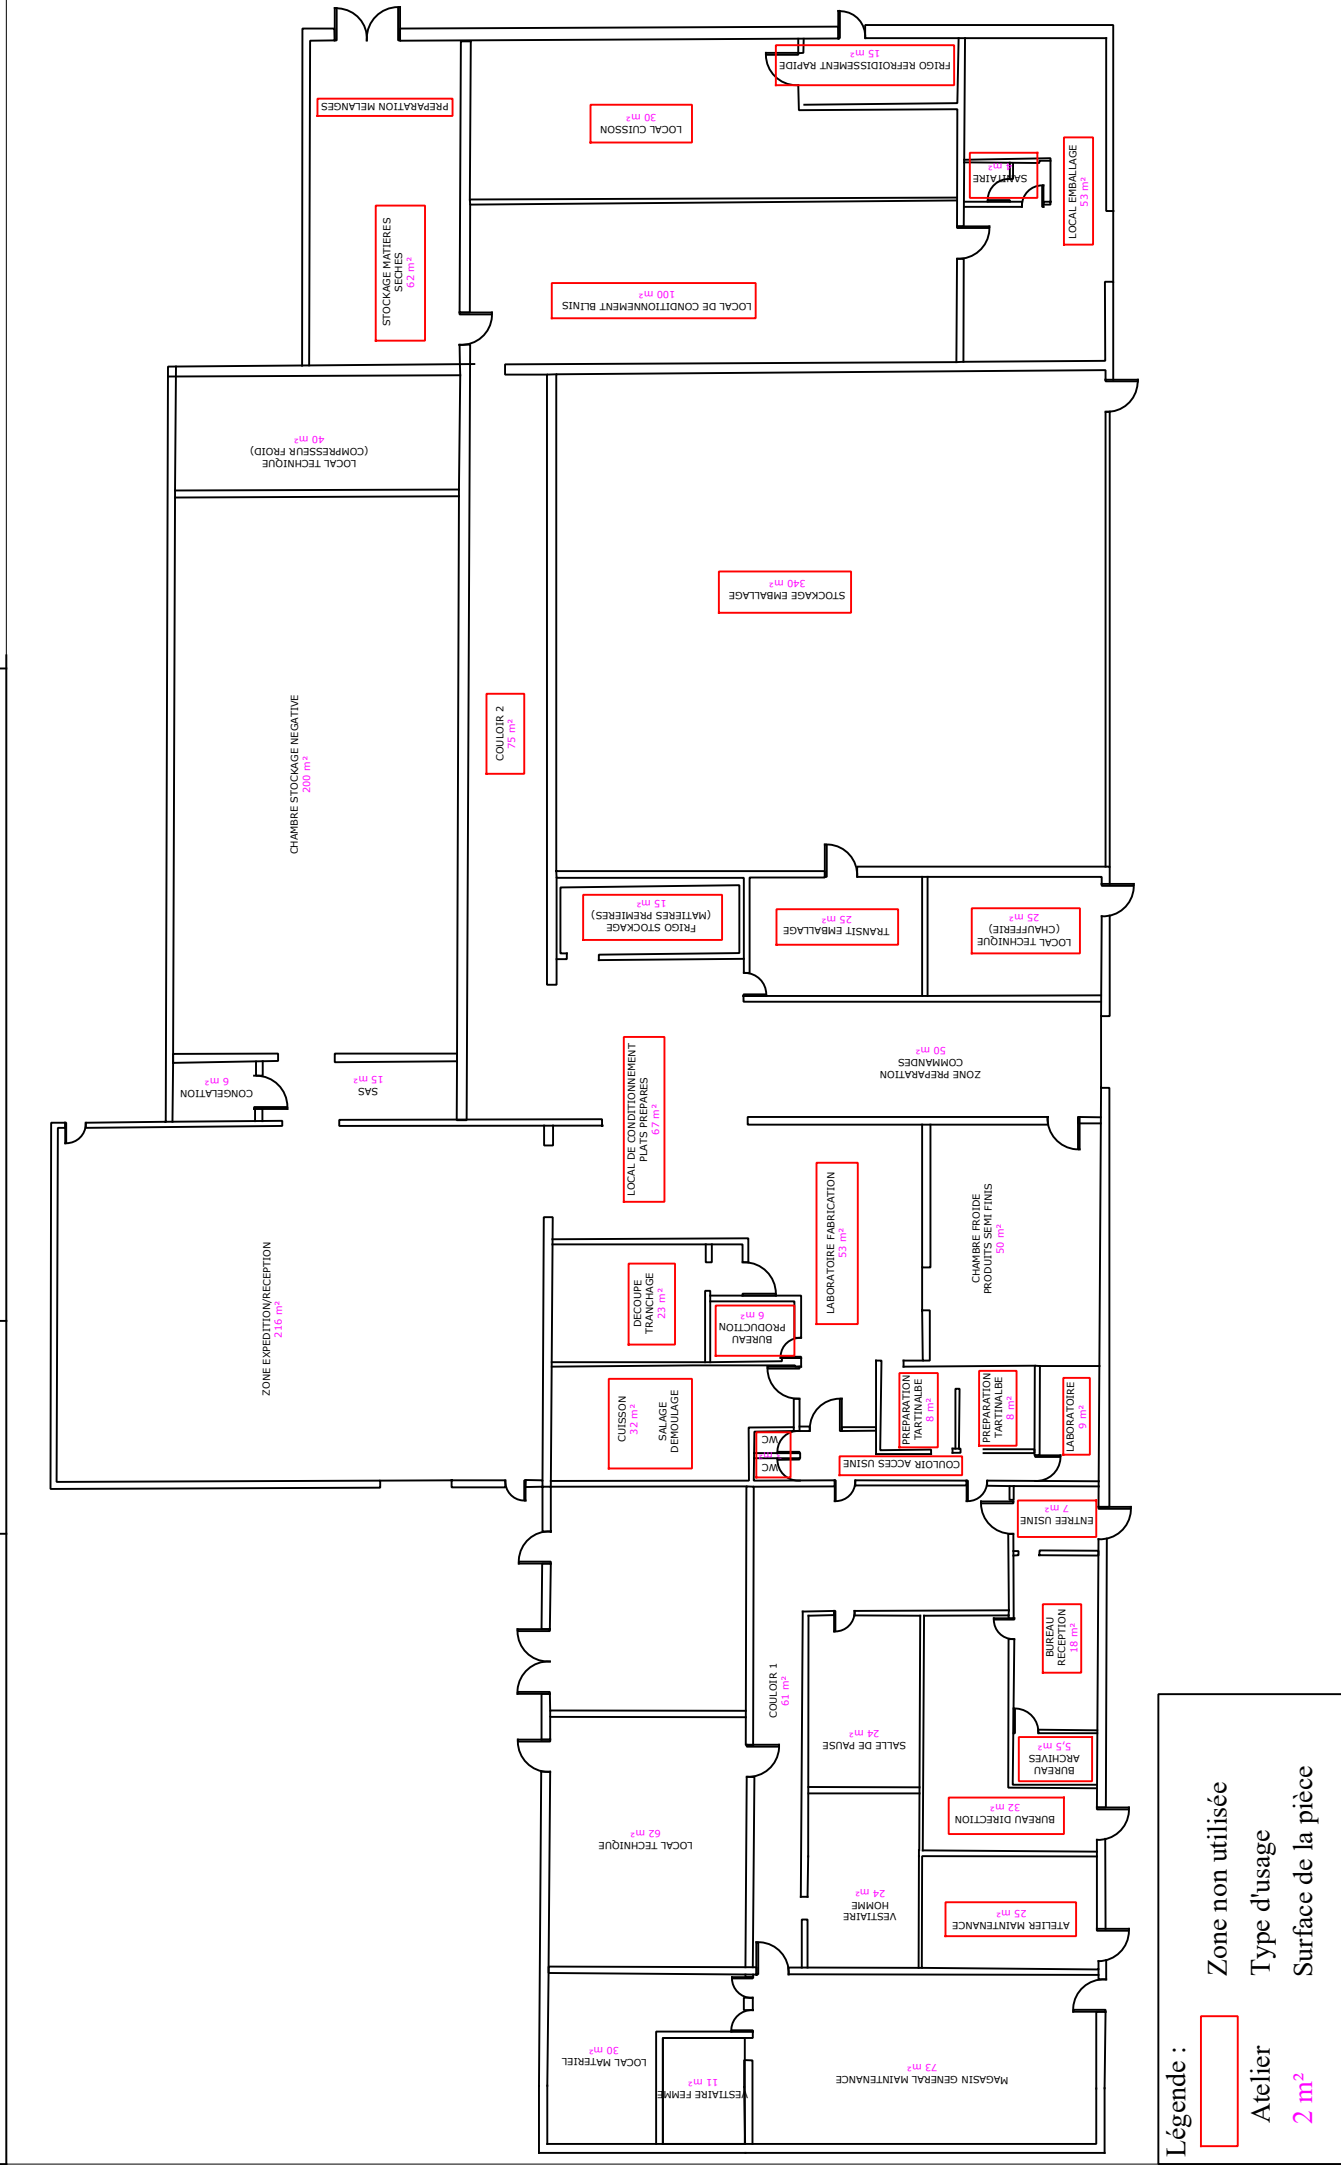 PREPARATION MELANGES
STOCKAGE MATIERES
SECHES
62 m²
LOCAL CUISSON
30 m²
FRIGO REFROIDISSEMENT RAPIDE
15 m²
SANITAIRE
LOCAL EMBALLAGE
53 m²
LOCAL DE CONDITIONNEMENT BLINIS
100 m²
LOCAL TECHNIQUE
(COMPRESSEUR FROID)
40 m²
STOCKAGE EMBALLAGE
340 m²
CHAMBRE STOCKAGE NEGATIVE
200 m²
COULOIR 2
75 m²
FRIGO STOCKAGE
(MATIERES PREMIERES)
15 m²
TRANSIT EMBALLAGE
25 m²
LOCAL TECHNIQUE
(CHAUFFERIE)
25 m²
CONGELATION
6 m²
SAS
15 m²
ZONE PREPARATION
COMMANDES
50 m²
LOCAL DE CONDITIONNEMENT
PLATS PREPARES
67 m²
LABORATOIRE FABRICATION
53 m²
CHAMBRE FROIDE
PRODUITS SEMI FINIS
50 m²
ZONE EXPEDITION/RECEPTION
216 m²
DECOUPE
TRANCHAGE
23 m²
BUREAU
PRODUCTION
6 m²
CUISSON
32 m²
SALAGE
DEMOULAGE
WC
WC
PREPARATION
TARTINALBE
8 m²
PREPARATION
TARTINALBE
8 m²
LABORATOIRE
9 m²
COULOIR ACCES USINE
ENTREE USINE
7 m²
BUREAU
RECEPTION
18 m²
COULOIR 1
61 m²
SALLE DE PAUSE
24 m²
BUREAU
ARCHIVES
5,5 m²
BUREAU DIRECTION
32 m²
LOCAL TECHNIQUE
62 m²
VESTIAIRE
HOMME
24 m²
ATELIER MAINTENANCE
25 m²
LOCAL MATERIEL
30 m²
VESTIAIRE FEMME
11 m²
MAGASIN GENERAL MAINTENANCE
73 m²
Légende :
Zone non utilisée
Atelier Type d'usage
2 m² Surface de la pièce